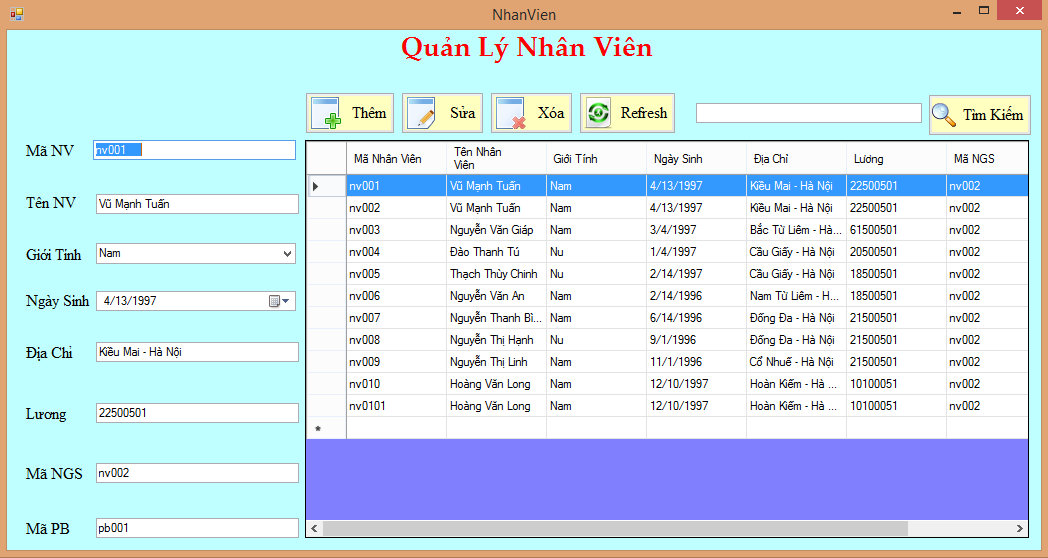 NhanVien
Quản Lý Nhân Viên
Thêm Sửa Xóa Refresh Tìm Kiếm
Mã NV nv001
Tên NV Vũ Mạnh Tuấn
Giới Tính Nam
Ngày Sinh 4/13/1997
Địa Chỉ Kiều Mai - Hà Nội
Lương 22500501
Mã NGS nv002
Mã PB pb001
Mã Nhân Viên Tên Nhân Viên Giới Tính Ngày Sinh Địa Chỉ Lương Mã NGS
nv001 Vũ Mạnh Tuấn Nam 4/13/1997 Kiều Mai - Hà Nội 22500501 nv002
nv002 Vũ Mạnh Tuấn Nam 4/13/1997 Kiều Mai - Hà Nội 22500501 nv002
nv003 Nguyễn Văn Giáp Nam 3/4/1997 Bắc Từ Liêm - Hà... 61500501 nv002
nv004 Đào Thanh Tú Nu 1/4/1997 Cầu Giấy - Hà Nội 20500501 nv002
nv005 Thạch Thùy Chinh Nu 2/14/1997 Cầu Giấy - Hà Nội 18500501 nv002
nv006 Nguyễn Văn An Nam 2/14/1996 Nam Từ Liêm - H... 18500501 nv002
nv007 Nguyễn Thanh Bì... Nam 6/14/1996 Đống Đa - Hà Nội 21500501 nv002
nv008 Nguyễn Thị Hạnh Nu 9/1/1996 Đống Đa - Hà Nội 21500501 nv002
nv009 Nguyễn Thị Linh Nam 11/1/1996 Cổ Nhuế - Hà Nội 21500501 nv002
nv010 Hoàng Văn Long Nam 12/10/1997 Hoàn Kiếm - Hà ... 10100051 nv002
nv0101 Hoàng Văn Long Nam 12/10/1997 Hoàn Kiếm - Hà ... 10100051 nv002